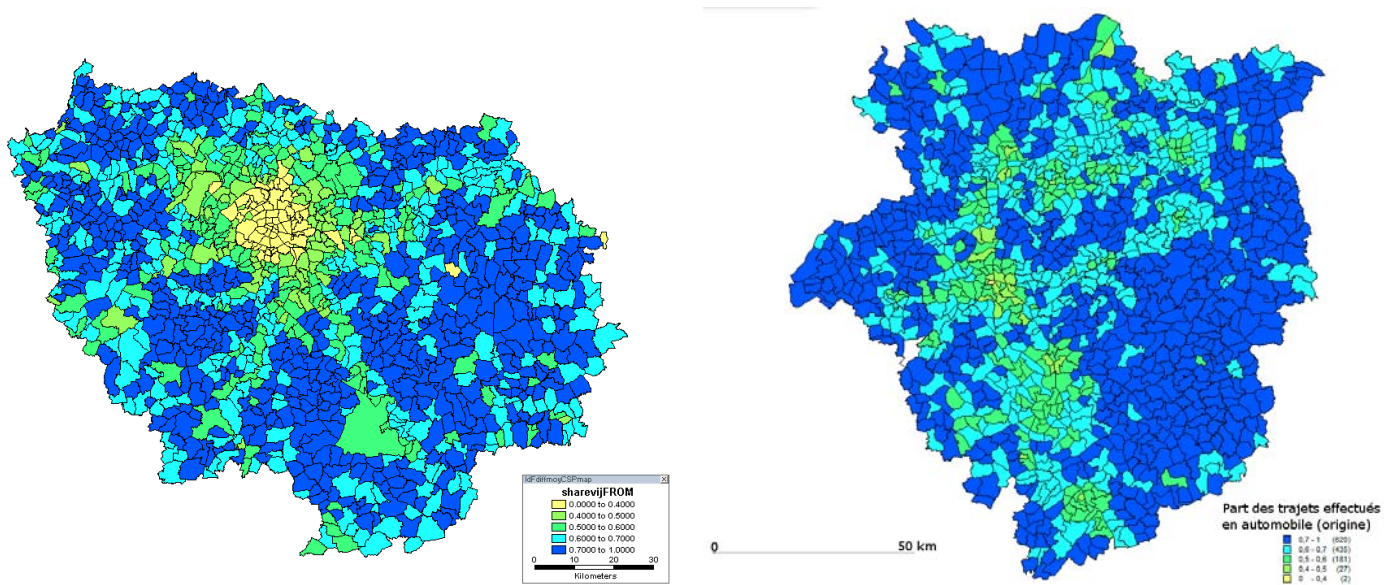 IdFdiffmoyCSPmap
sharevijFROM
0.0000 to 0.4000
0.4000 to 0.5000
0.5000 to 0.6000
0.6000 to 0.7000
0.7000 to 1.0000
0 10 20 30
Kilometers
0 50 km
Part des trajets effectués
en automobile (origine)
0,7 - 1 (620)
0,6 - 0,7 (435)
0,5 - 0,6 (181)
0,4 - 0,5 (27)
0 - 0,4 (2)